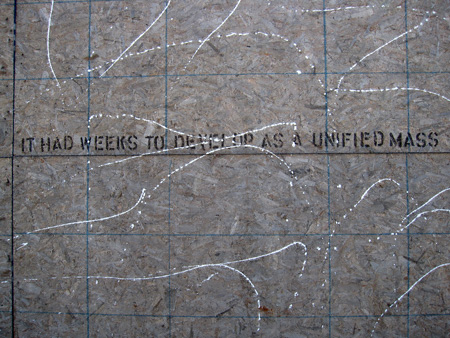 IT HAD WEEKS TO DEVELOP AS A UNIFIED MASS